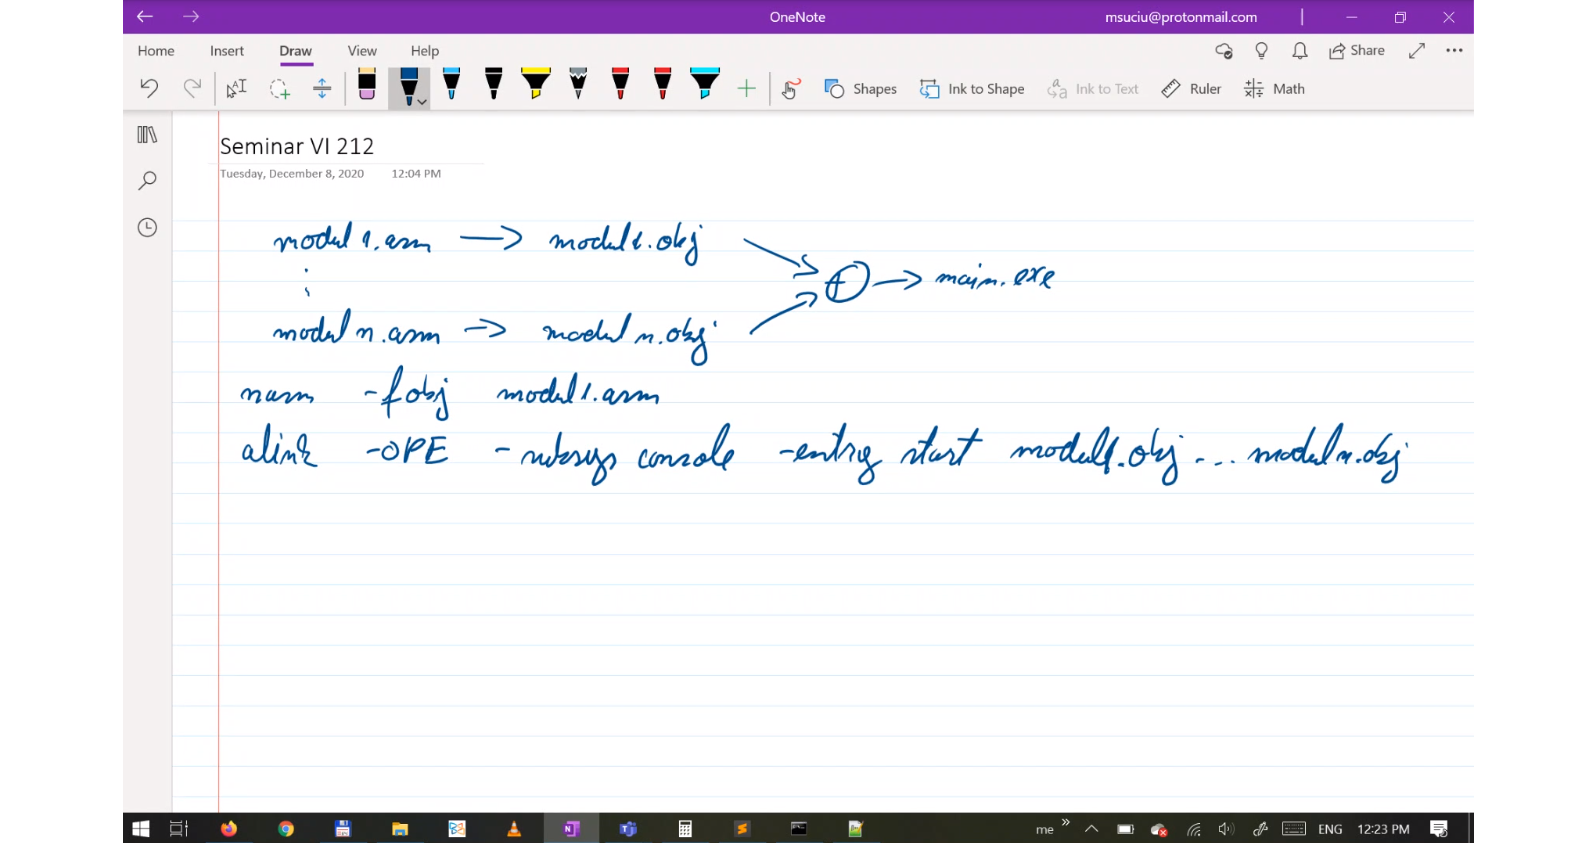 OneNote
msuciu@protonmail.com
Home Insert Draw View Help
Share
Shapes Ink to Shape Ink to Text Ruler Math
Seminar VI 212
Tuesday, December 8, 2020 12:04 PM
modul1.asm → modul1.obj
⊕ → main.exe
modul n.asm → modul n.obj
nasm -fobj modul1.asm
alink -OPE -subsys console -entry start modul1.obj ... modul n.obj
me ENG 12:23 PM